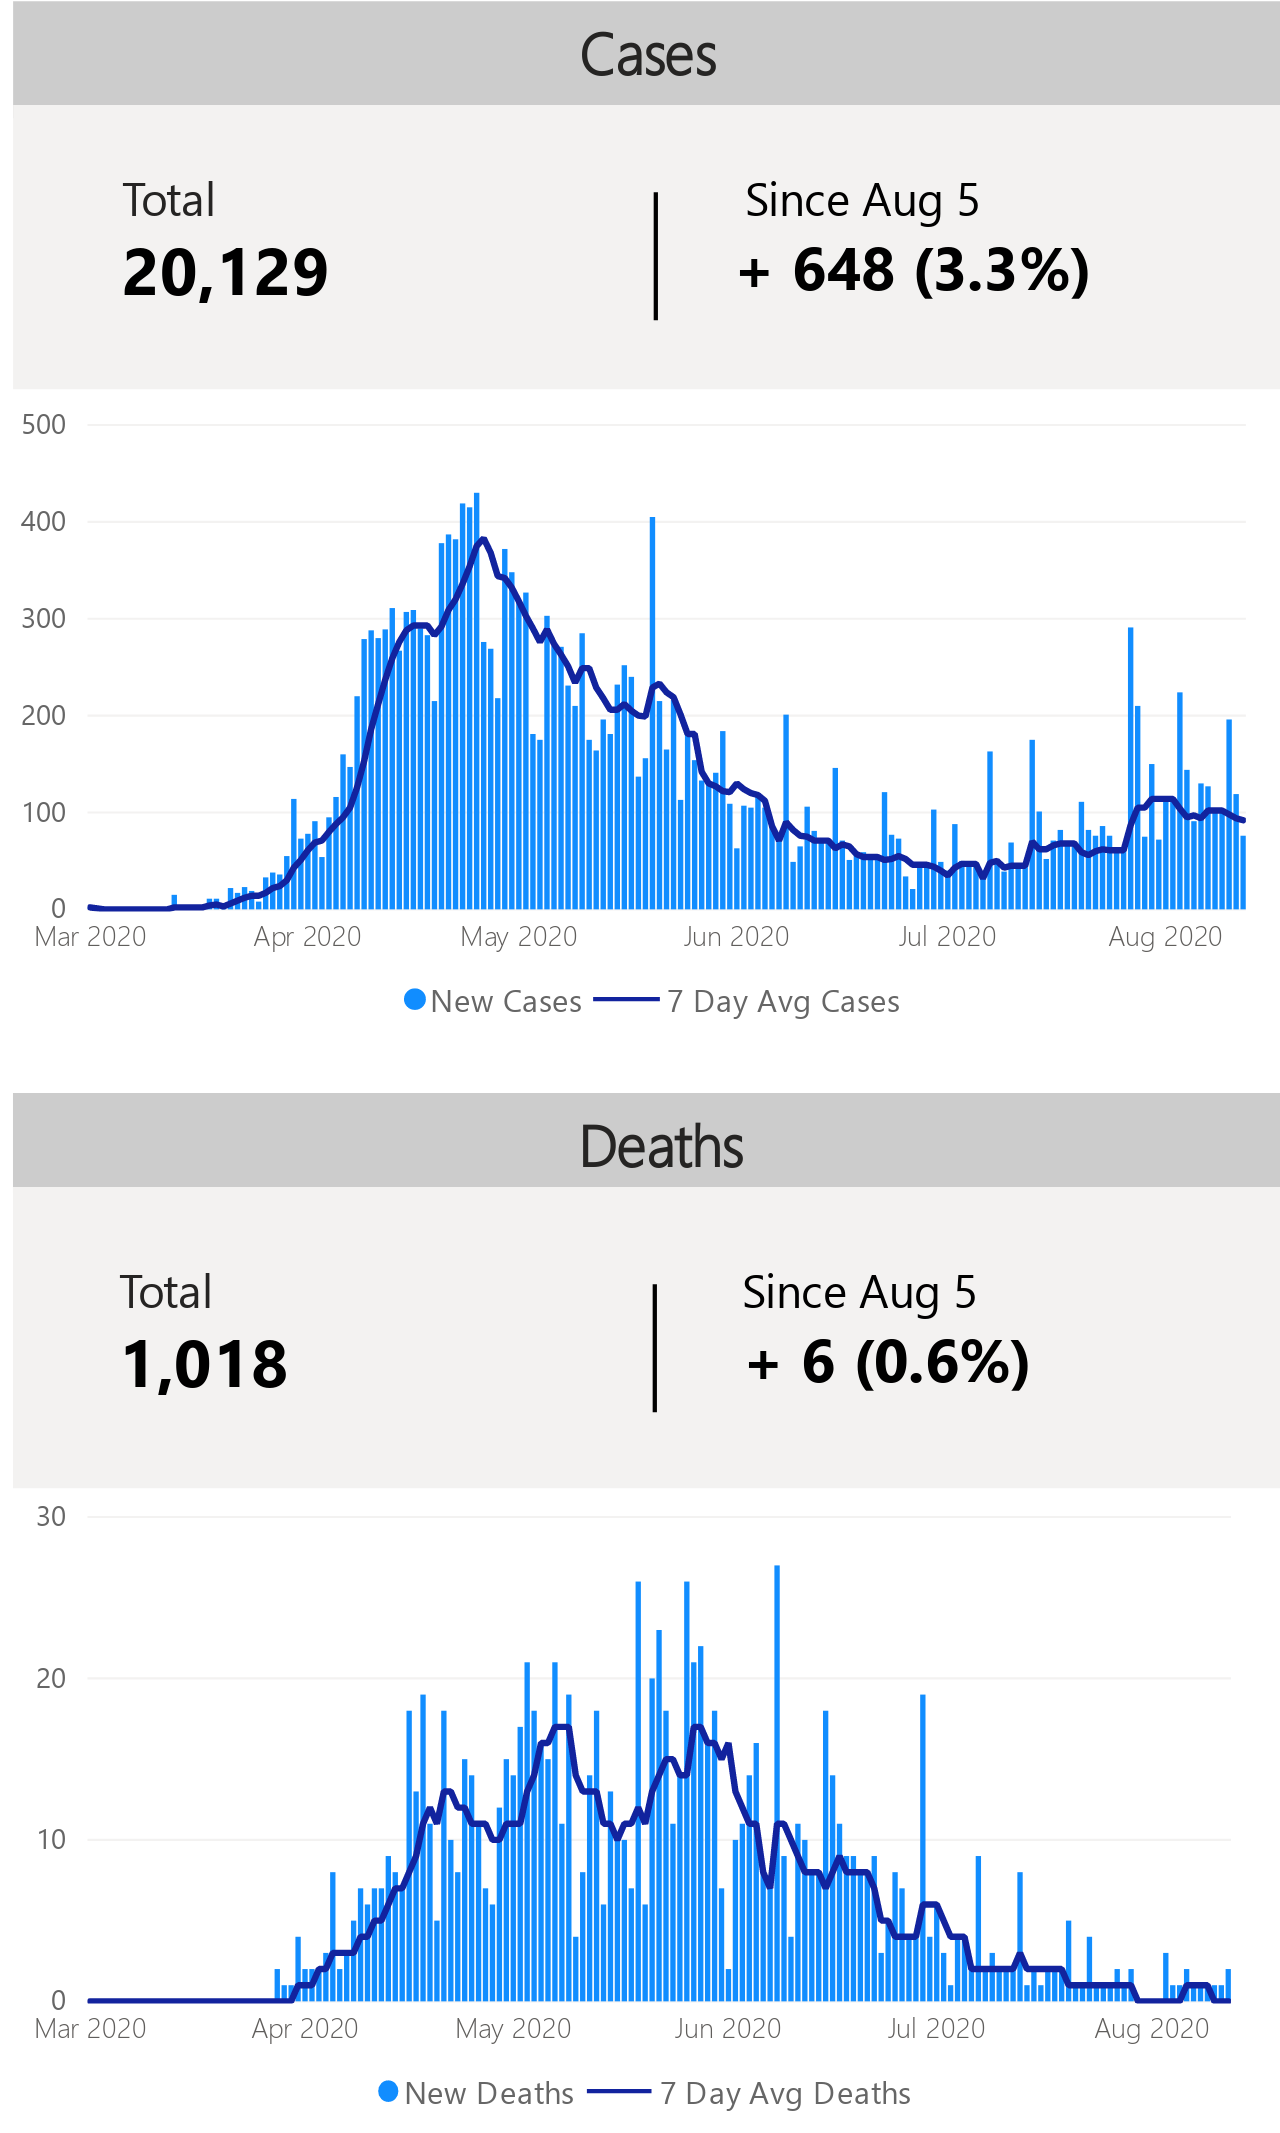 Cases
Total
Since Aug 5
20,129
+ 648 (3.3%)
500
400
300
200
100
0
Mar 2020 Apr 2020 May 2020 Jun 2020 Jul 2020 Aug 2020
New Cases 7 Day Avg Cases
Deaths
Total
Since Aug 5
1,018
+ 6 (0.6%)
30
20
10
0
Mar 2020 Apr 2020 May 2020 Jun 2020 Jul 2020 Aug 2020
New Deaths 7 Day Avg Deaths